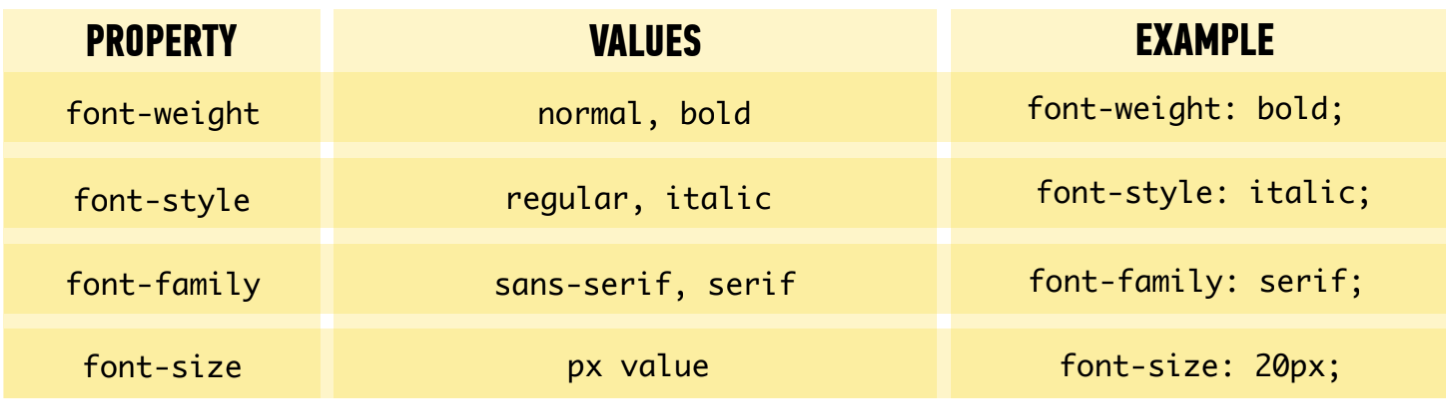 PROPERTY VALUES EXAMPLE
font-weight normal, bold font-weight: bold;
font-style regular, italic font-style: italic;
font-family sans-serif, serif font-family: serif;
font-size px value font-size: 20px;